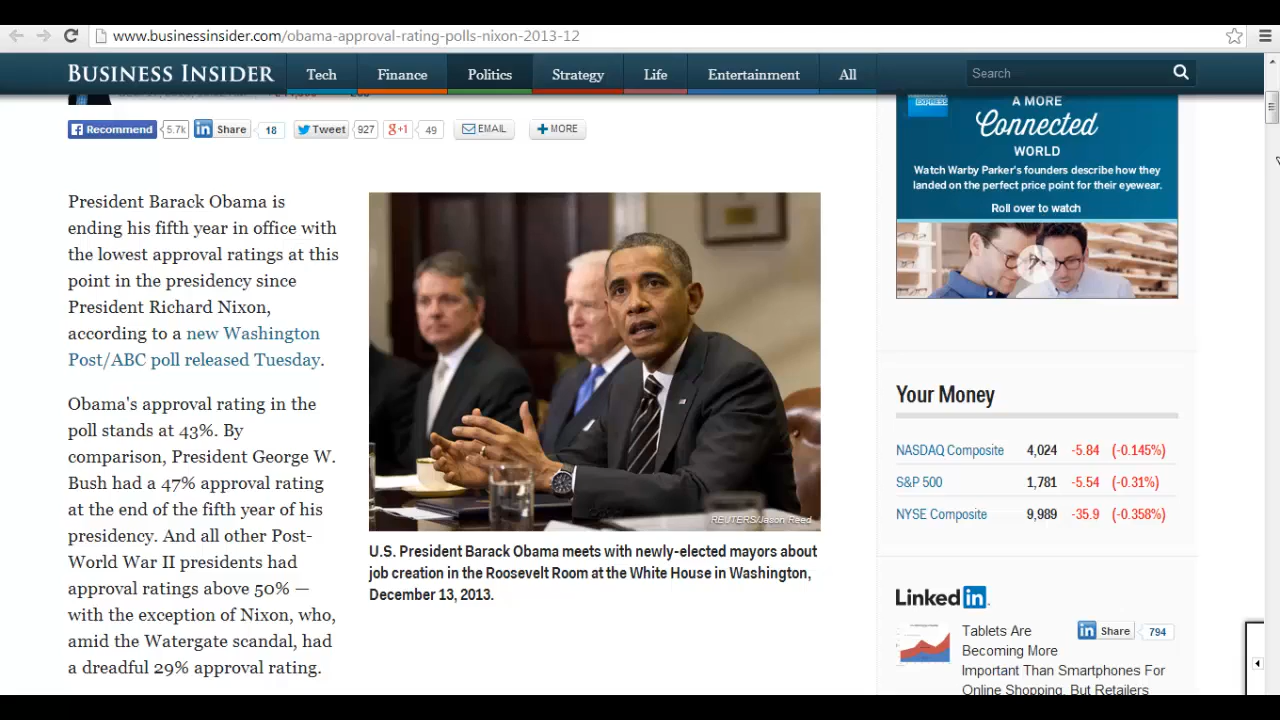 www.businessinsider.com/obama-approval-rating-polls-nixon-2013-12
BUSINESS INSIDER
Tech
Finance
Politics
Strategy
Life
Entertainment
All
Search
Recommend
5.7k
in Share
18
Tweet
927
g+1
49
EMAIL
+ MORE
President Barack Obama is
ending his fifth year in office with
the lowest approval ratings at this
point in the presidency since
President Richard Nixon,
according to a new Washington
Post/ABC poll released Tuesday.
Obama's approval rating in the
poll stands at 43%. By
comparison, President George W.
Bush had a 47% approval rating
at the end of the fifth year of his
presidency. And all other Post-
World War II presidents had
approval ratings above 50% —
with the exception of Nixon, who,
amid the Watergate scandal, had
a dreadful 29% approval rating.
REUTERS/Jason Reed
U.S. President Barack Obama meets with newly-elected mayors about
job creation in the Roosevelt Room at the White House in Washington,
December 13, 2013.
EXPRESS
A MORE
Connected
WORLD
Watch Warby Parker's founders describe how they
landed on the perfect price point for their eyewear.
Roll over to watch
Your Money
NASDAQ Composite 4,024 -5.84 (-0.145%)
S&P 500 1,781 -5.54 (-0.31%)
NYSE Composite 9,989 -35.9 (-0.358%)
Linked in
Tablets Are
Becoming More
Important Than Smartphones For
Online Shopping, But Retailers
in Share
794